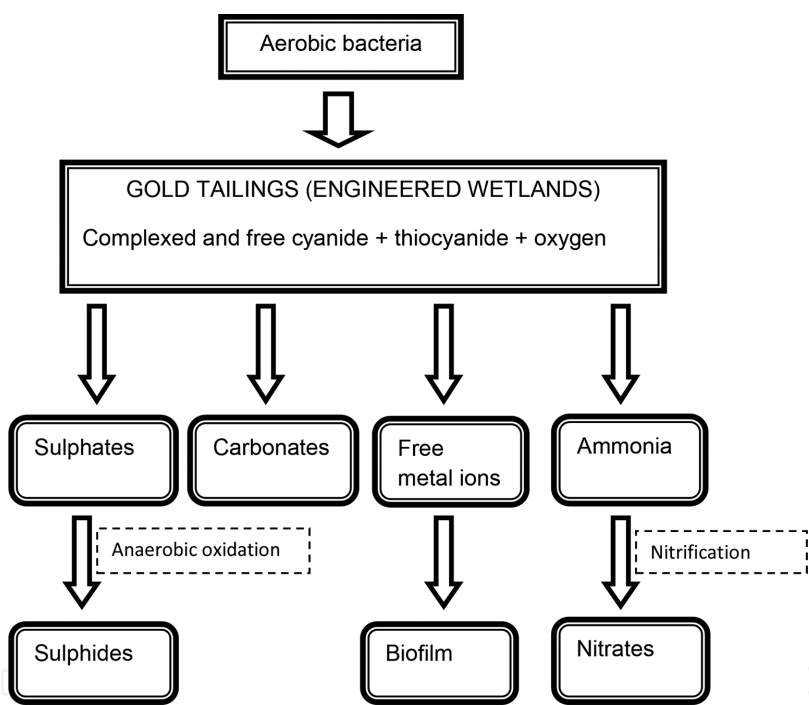 Aerobic bacteria
GOLD TAILINGS (ENGINEERED WETLANDS)
Complexed and free cyanide + thiocyanide + oxygen
Sulphates
Carbonates
Free
metal ions
Ammonia
Anaerobic oxidation
Nitrification
Sulphides
Biofilm
Nitrates